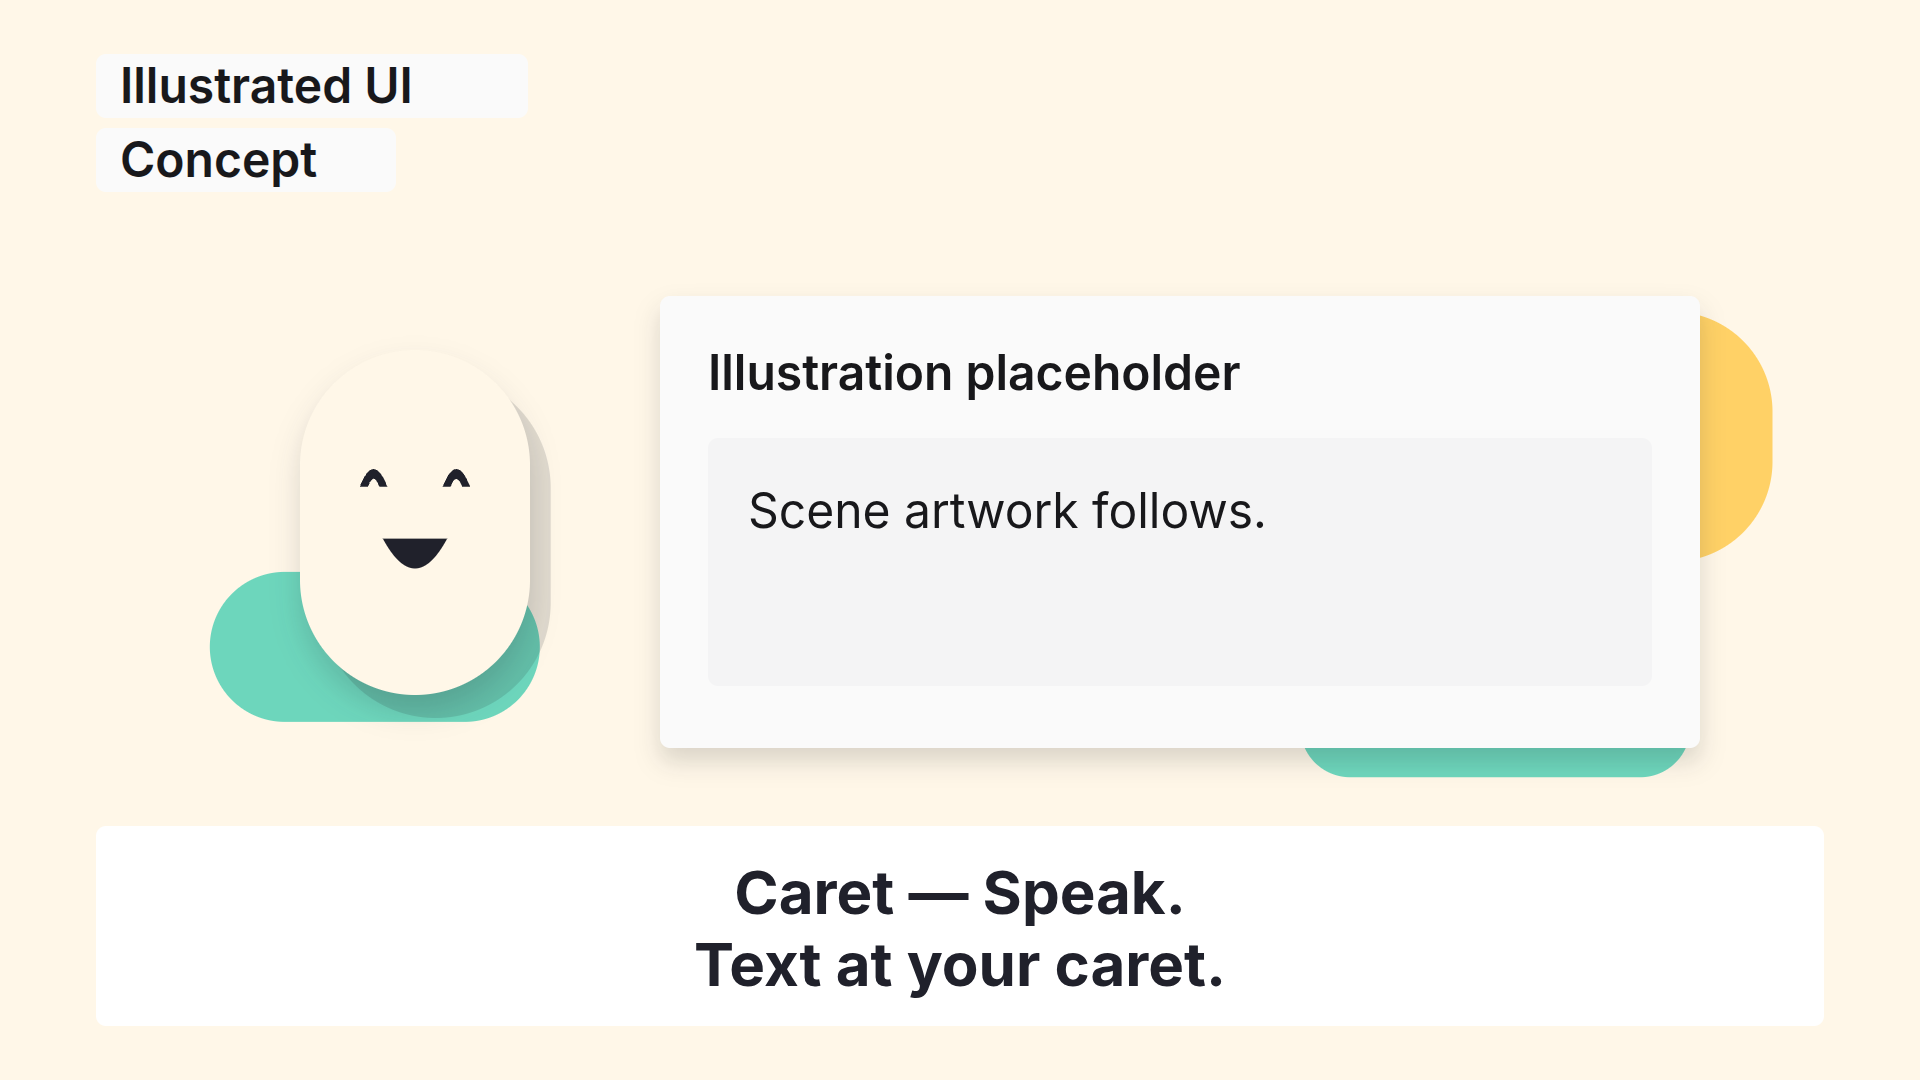 Illustrated UI
Concept
Illustration placeholder
Scene artwork follows.
Caret — Speak.
Text at your caret.